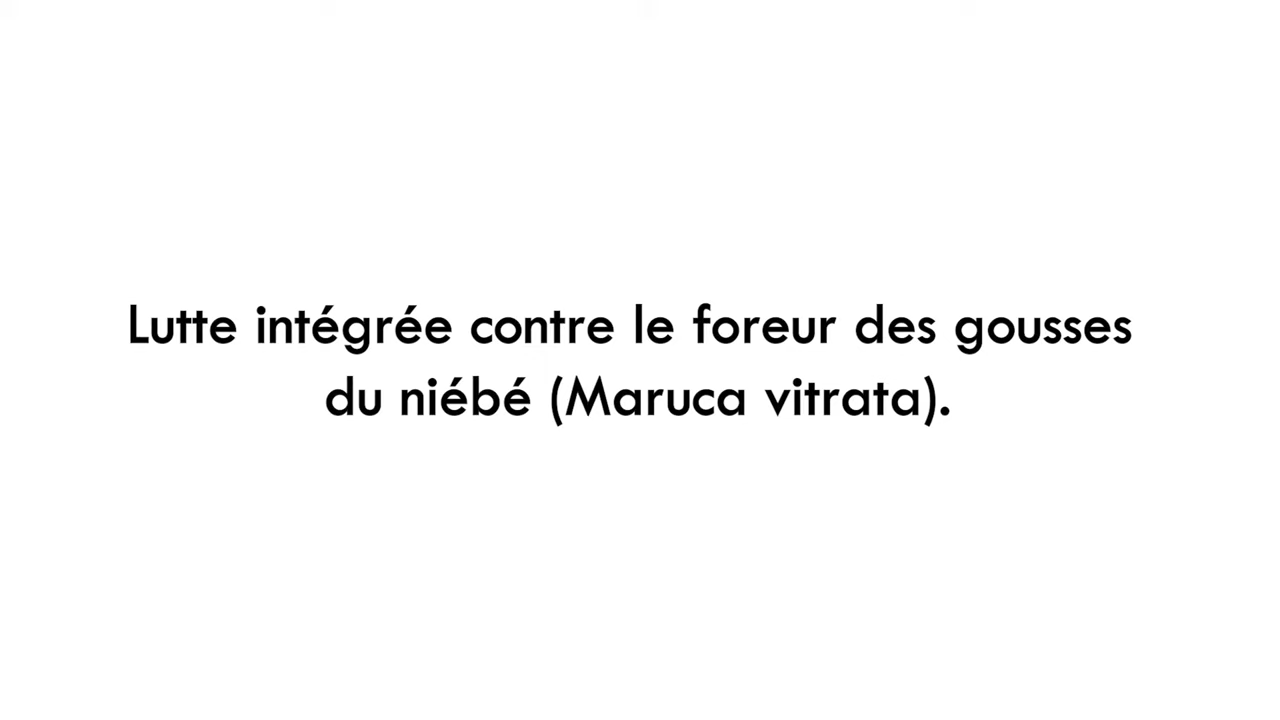 Lutte intégrée contre le foreur des gousses
du niébé (Maruca vitrata).